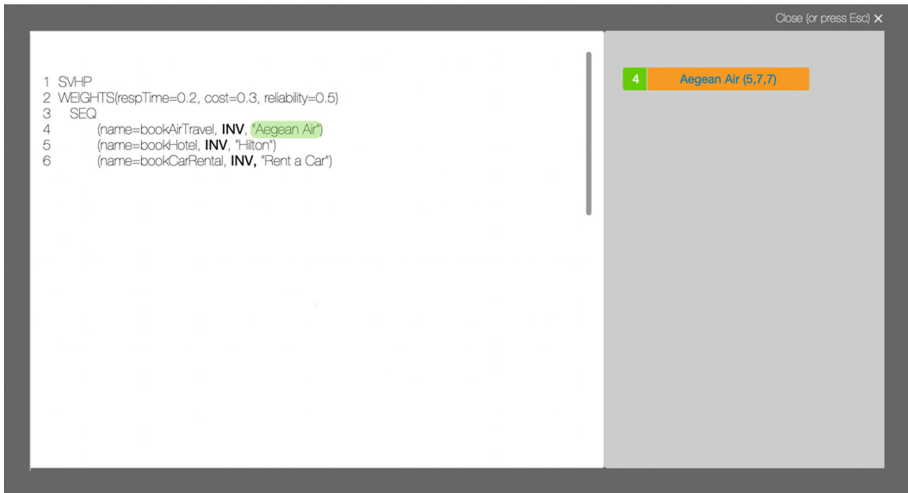 Close (or press Esc) ✕
1 SVHP
2 WEIGHTS(respTime=0.2, cost=0.3, reliability=0.5)
3 SEQ
4 (name=bookAirTravel, INV, "Aegean Air")
5 (name=bookHotel, INV, "Hilton")
6 (name=bookCarRental, INV, "Rent a Car")
4 Aegean Air (5,7,7)